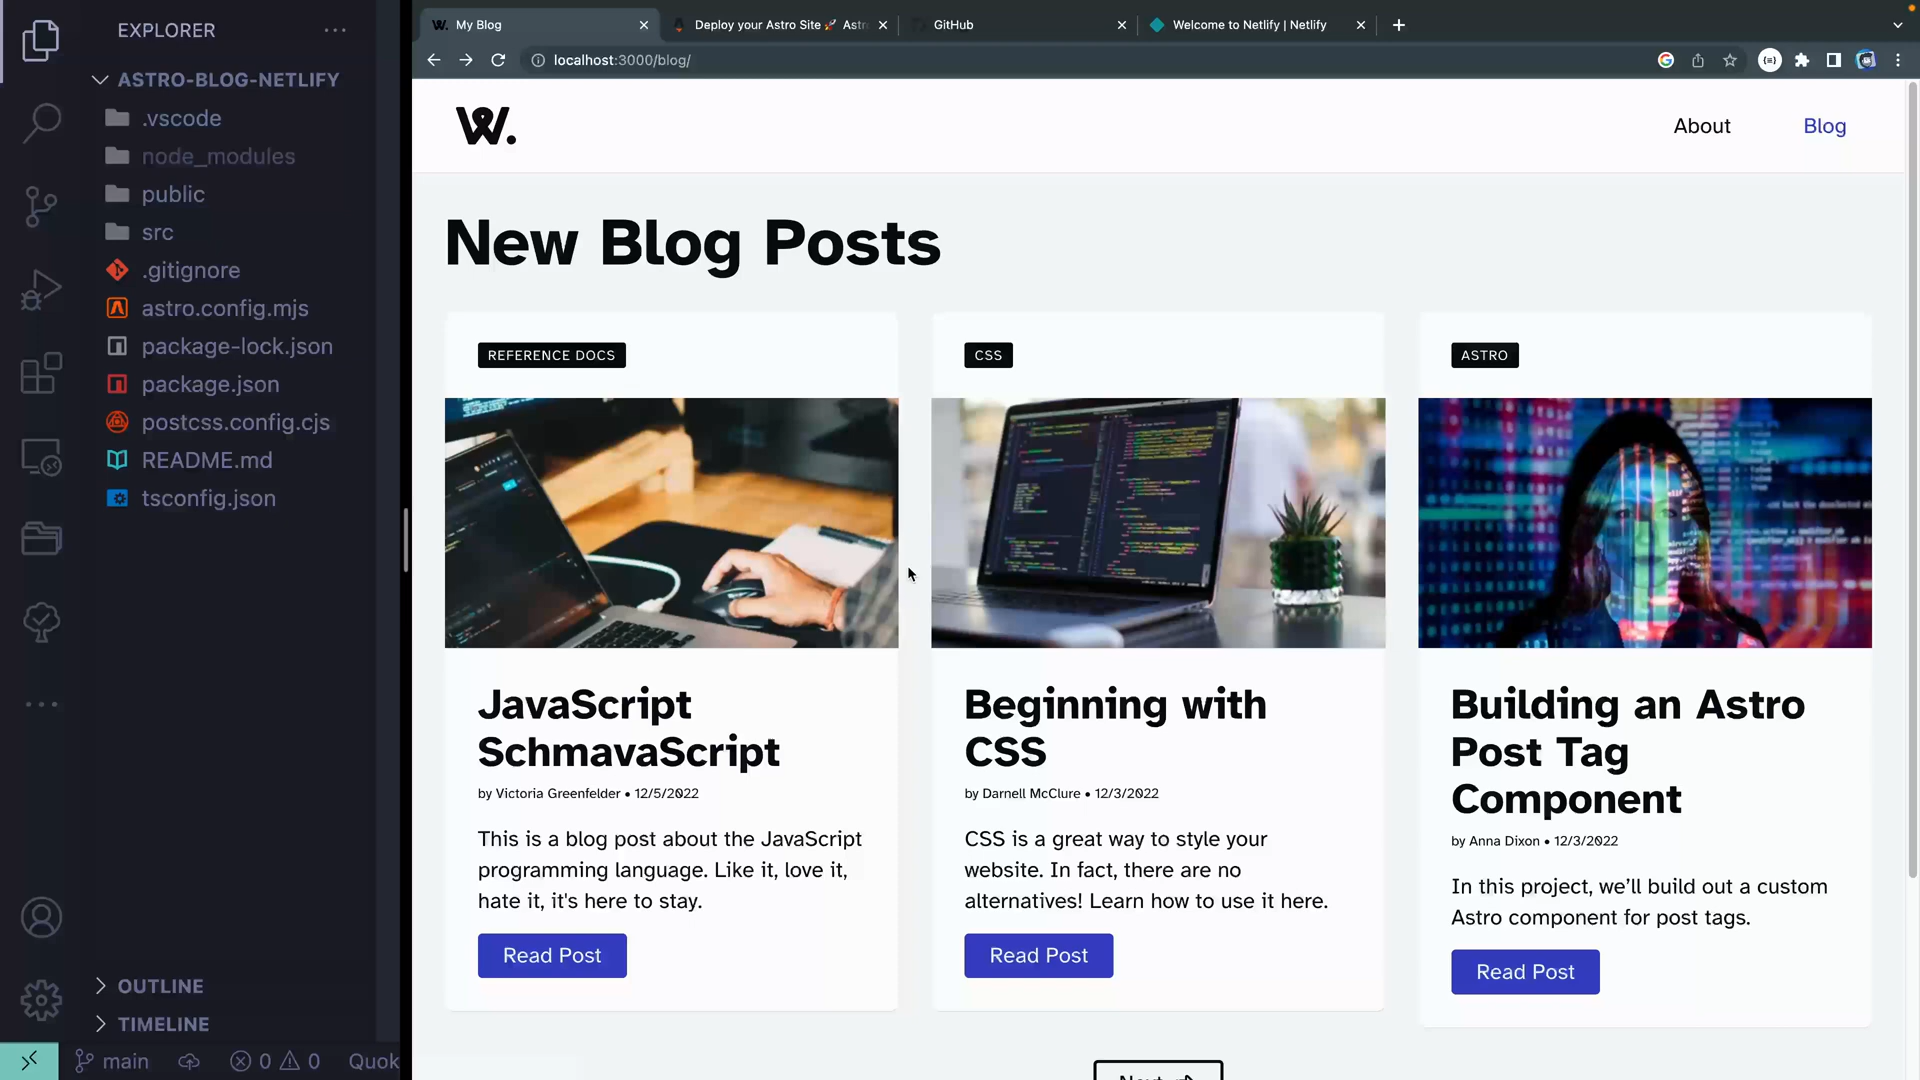 EXPLORER
ASTRO-BLOG-NETLIFY
.vscode
node_modules
public
src
.gitignore
astro.config.mjs
package-lock.json
package.json
postcss.config.cjs
README.md
tsconfig.json
OUTLINE
TIMELINE
main
0
0
Quok
My Blog
Deploy your Astro Site 🚀 Astr
GitHub
Welcome to Netlify | Netlify
localhost:3000/blog/
W.
About
Blog
New Blog Posts
REFERENCE DOCS
JavaScript
SchmavaScript
by Victoria Greenfelder • 12/5/2022
This is a blog post about the JavaScript
programming language. Like it, love it,
hate it, it's here to stay.
Read Post
CSS
Beginning with
CSS
by Darnell McClure • 12/3/2022
CSS is a great way to style your
website. In fact, there are no
alternatives! Learn how to use it here.
Read Post
ASTRO
Building an Astro
Post Tag
Component
by Anna Dixon • 12/3/2022
In this project, we’ll build out a custom
Astro component for post tags.
Read Post
Next